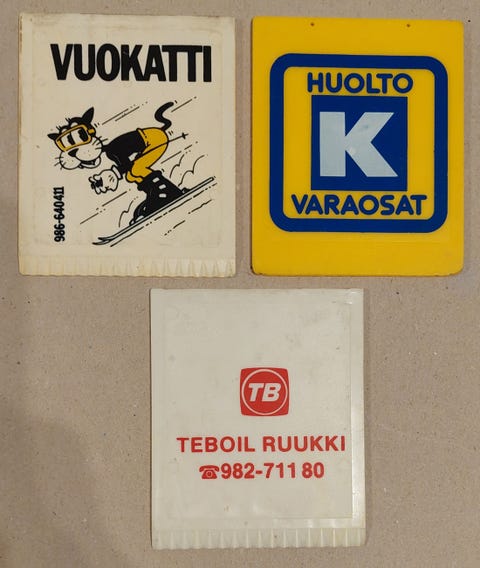 VUOKATTI
986-640411
HUOLTO
K
VARAOSAT
TB
TEBOIL RUUKKI
☎982-711 80